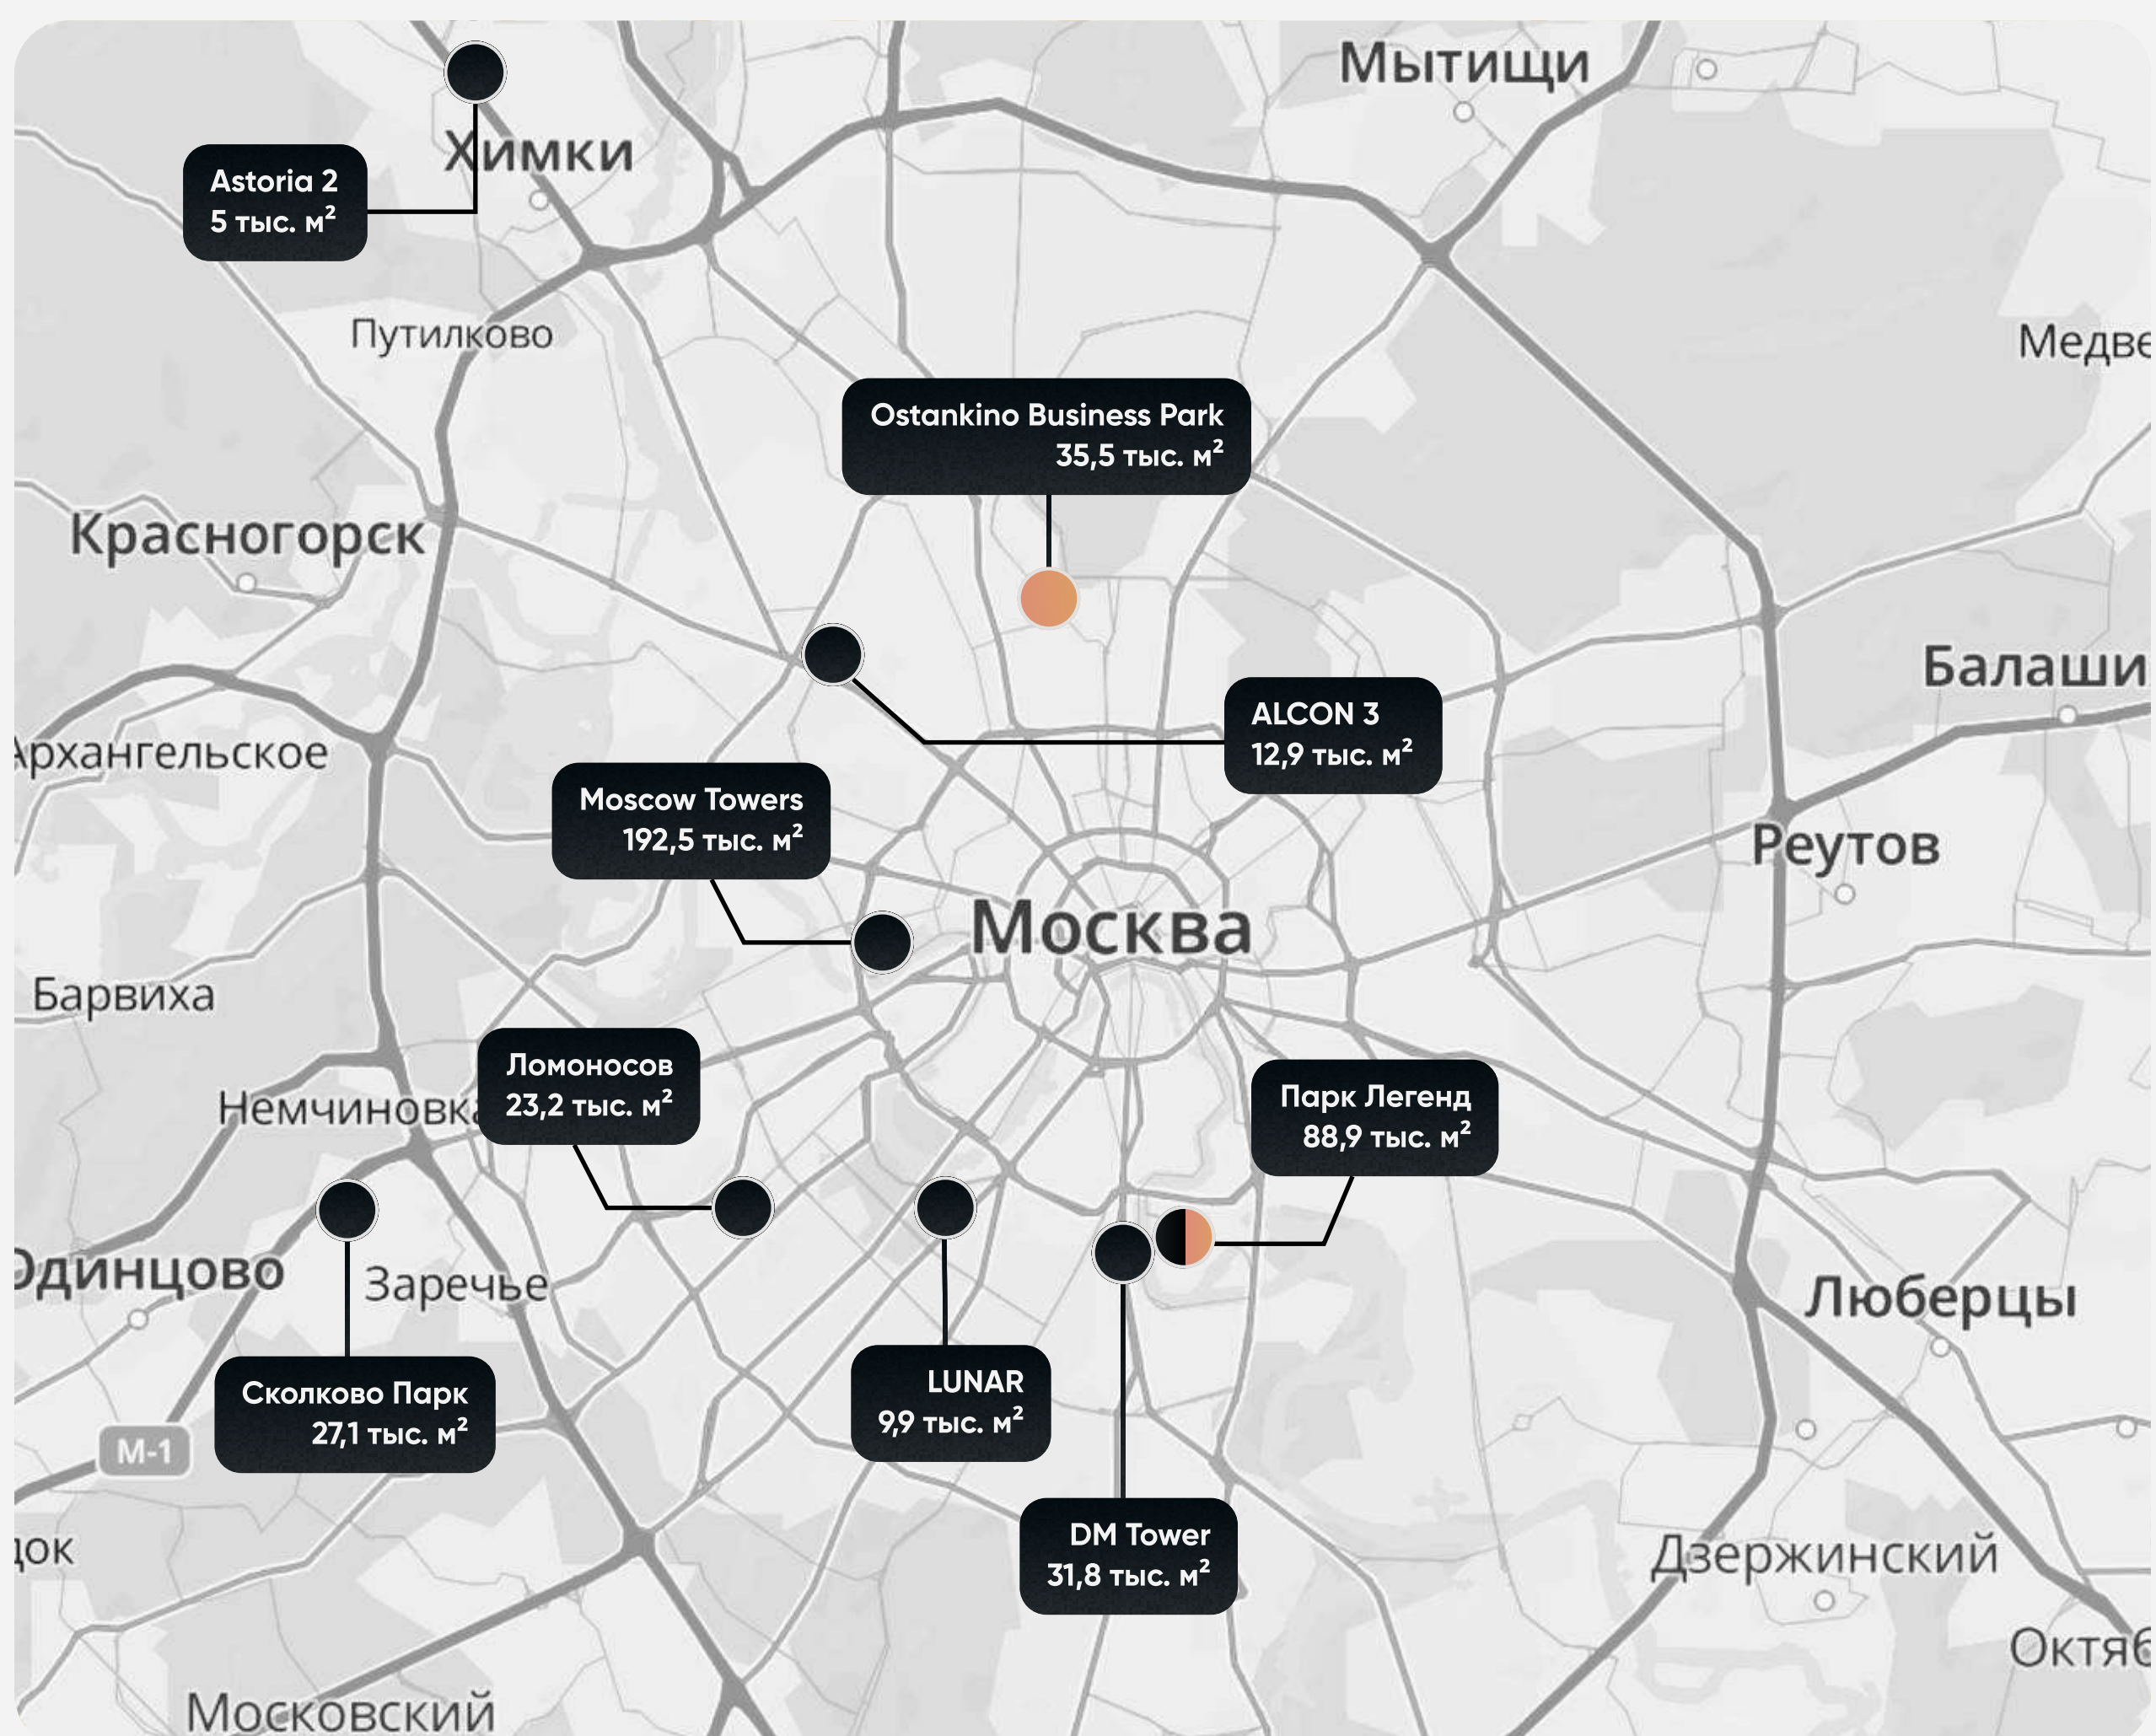 Мытищи
Химки
Astoria 2
5 тыс. м²
Путилково
Медве
Ostankino Business Park
35,5 тыс. м²
Красногорск
Балаши
ALCON 3
12,9 тыс. м²
Архангельское
Moscow Towers
192,5 тыс. м²
Реутов
Москва
Барвиха
Ломоносов
23,2 тыс. м²
Немчиновка
Парк Легенд
88,9 тыс. м²
Одинцово
Заречье
Люберцы
Сколково Парк
27,1 тыс. м²
LUNAR
9,9 тыс. м²
М-1
DM Tower
31,8 тыс. м²
док
Дзержинский
Октяб
Московский